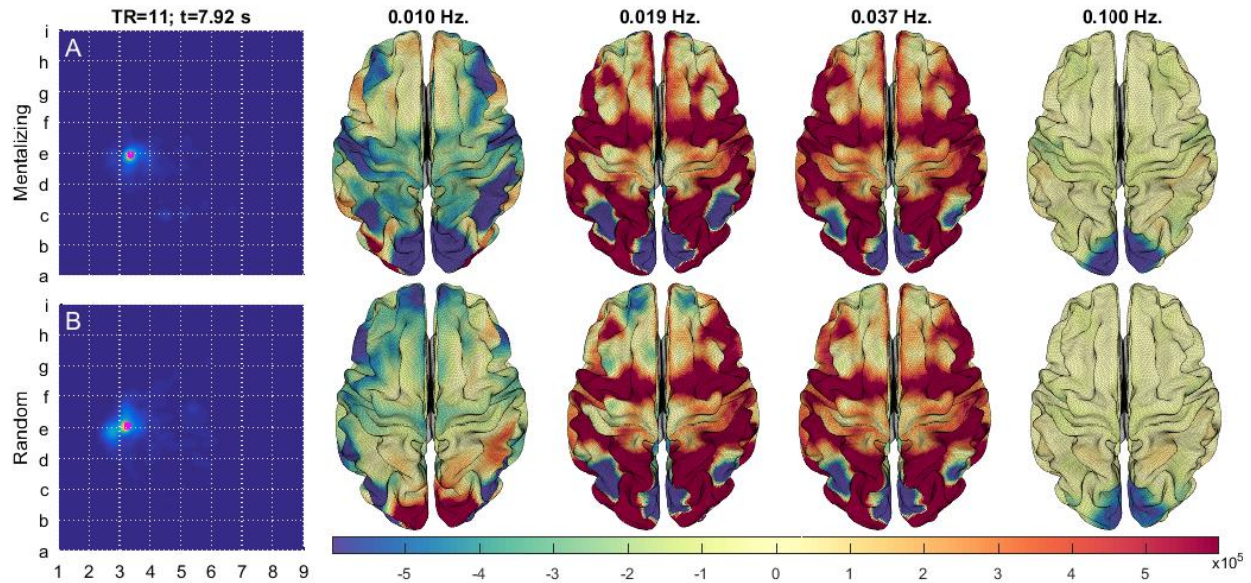 TR=11; t=7.92 s
0.010 Hz.
0.019 Hz.
0.037 Hz.
0.100 Hz.
Mentalizing
A
i
h
g
f
e
d
c
b
a
Random
B
i
h
g
f
e
d
c
b
a
1 2 3 4 5 6 7 8 9
-5 -4 -3 -2 -1 0 1 2 3 4 5
x10^5